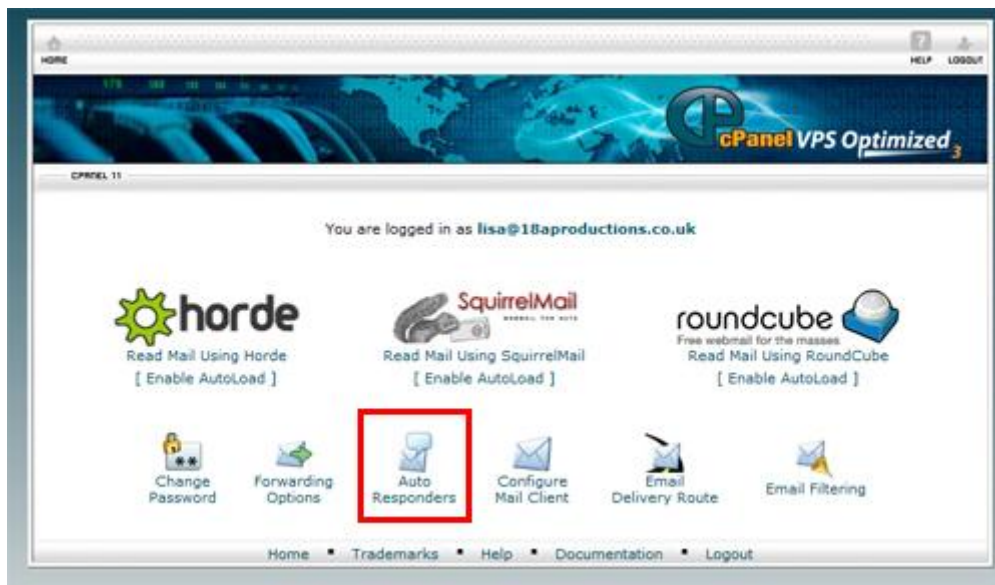 HOME
HELP LOGOUT
cPanel VPS Optimized 3
CPANEL 11
You are logged in as lisa@18aproductions.co.uk
horde
SquirrelMail
roundcube
Free webmail for the masses
Read Mail Using Horde
Read Mail Using SquirrelMail
Read Mail Using RoundCube
[ Enable AutoLoad ]
[ Enable AutoLoad ]
[ Enable AutoLoad ]
Change
Password
Forwarding
Options
Auto
Responders
Configure
Mail Client
Email
Delivery Route
Email Filtering
Home ▪ Trademarks ▪ Help ▪ Documentation ▪ Logout